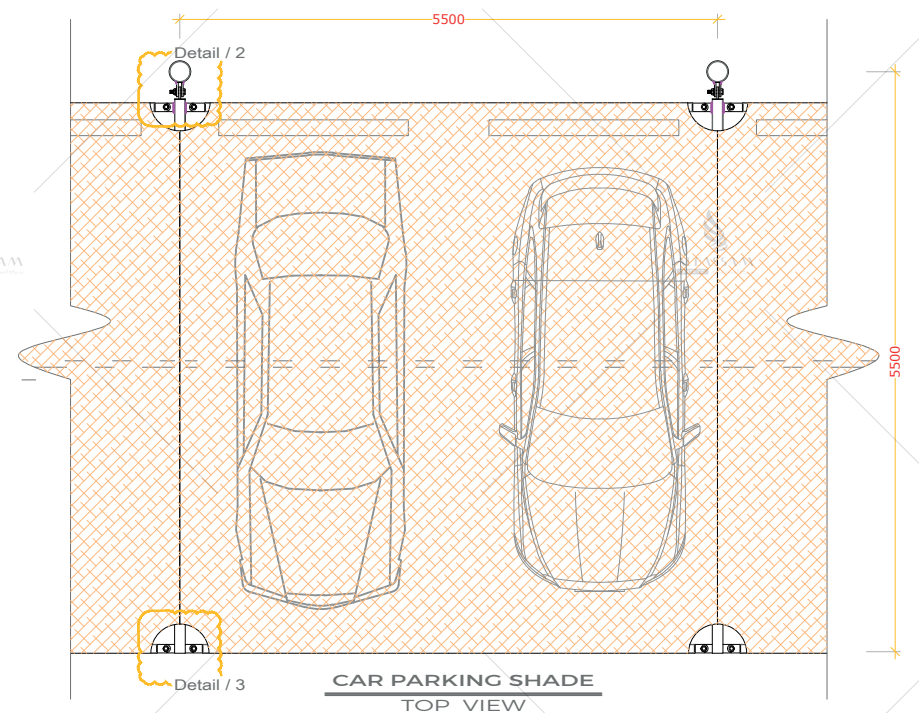 5500
Detail / 2
5500
Detail / 3
CAR PARKING SHADE
TOP VIEW